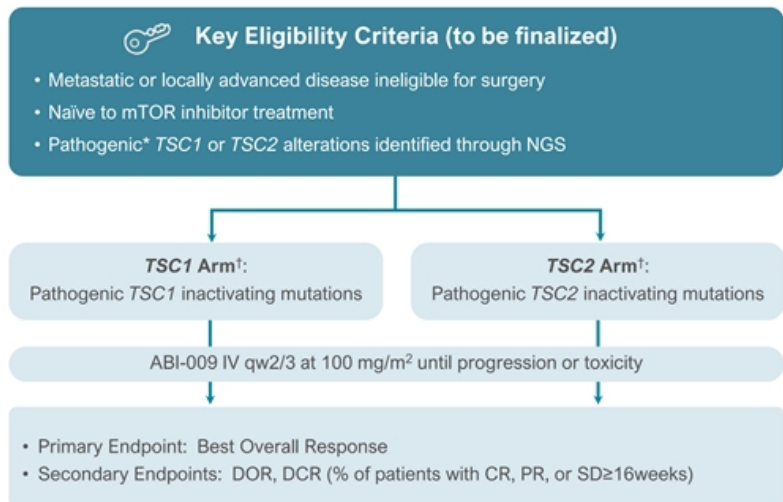 Key Eligibility Criteria (to be finalized)
• Metastatic or locally advanced disease ineligible for surgery
• Naïve to mTOR inhibitor treatment
• Pathogenic* TSC1 or TSC2 alterations identified through NGS
TSC1 Arm†:
Pathogenic TSC1 inactivating mutations
TSC2 Arm†:
Pathogenic TSC2 inactivating mutations
ABI-009 IV qw2/3 at 100 mg/m² until progression or toxicity
• Primary Endpoint: Best Overall Response
• Secondary Endpoints: DOR, DCR (% of patients with CR, PR, or SD≥16weeks)